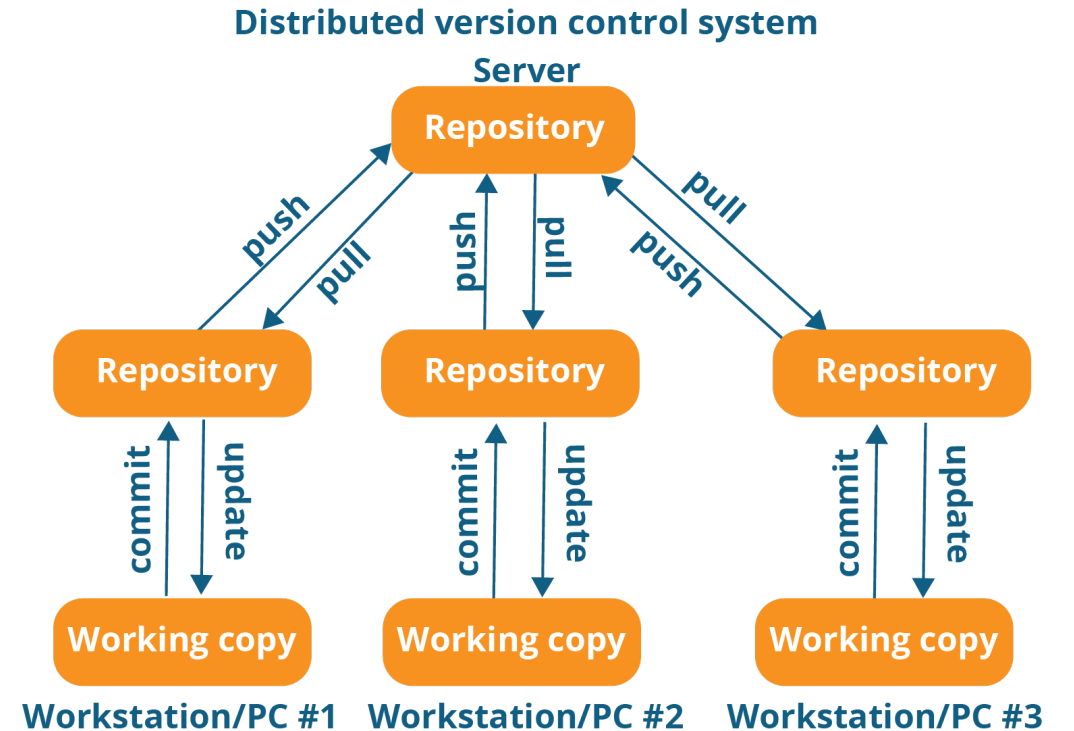 Distributed version control system
Server
Repository
push
pull
push
pull
push
pull
Repository
Repository
Repository
commit
update
commit
update
commit
update
Working copy
Working copy
Working copy
Workstation/PC #1
Workstation/PC #2
Workstation/PC #3